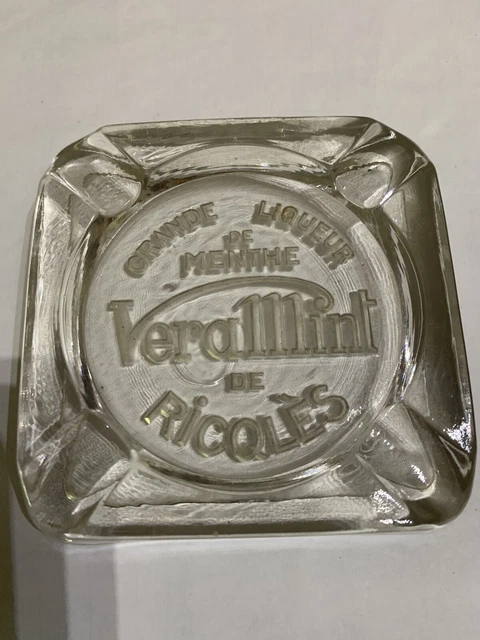 GRANDE LIQUEUR
DE
MENTHE
VeraMint
DE
RICQLÈS